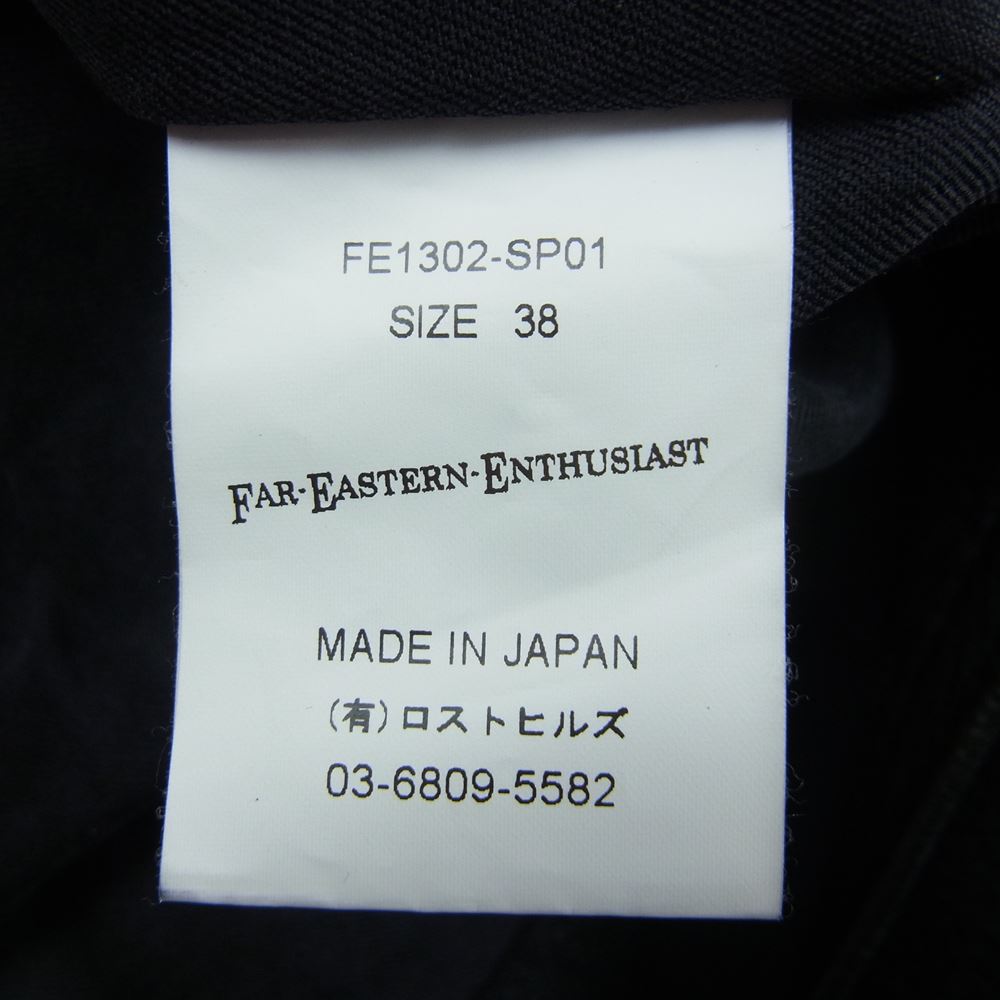 FE1302-SP01
SIZE 38
FAR-EASTERN-ENTHUSIAST
MADE IN JAPAN
(有)ロストヒルズ
03-6809-5582